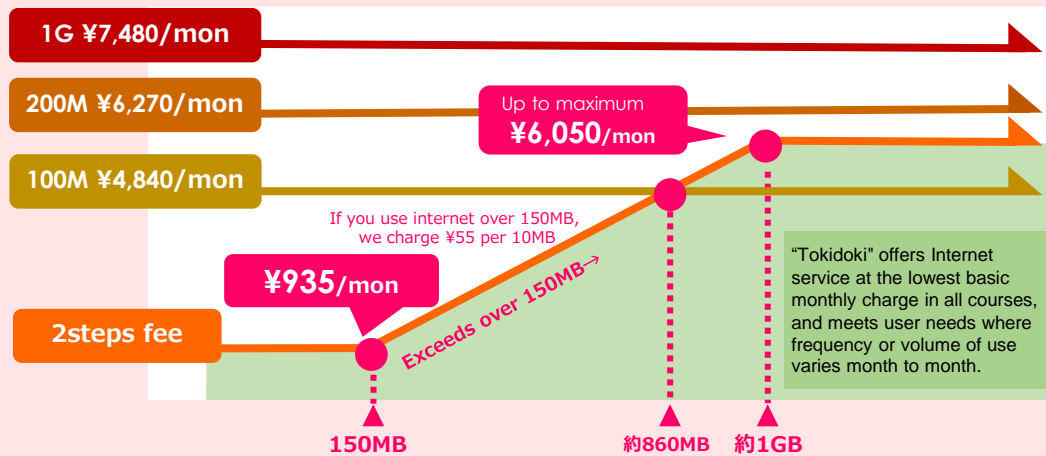 1G ¥7,480/mon
200M ¥6,270/mon
Up to maximum
¥6,050/mon
100M ¥4,840/mon
If you use internet over 150MB,
we charge ¥55 per 10MB
¥935/mon
Exceeds over 150MB→
2steps fee
“Tokidoki" offers Internet
service at the lowest basic
monthly charge in all courses,
and meets user needs where
frequency or volume of use
varies month to month.
150MB
約860MB
約1GB